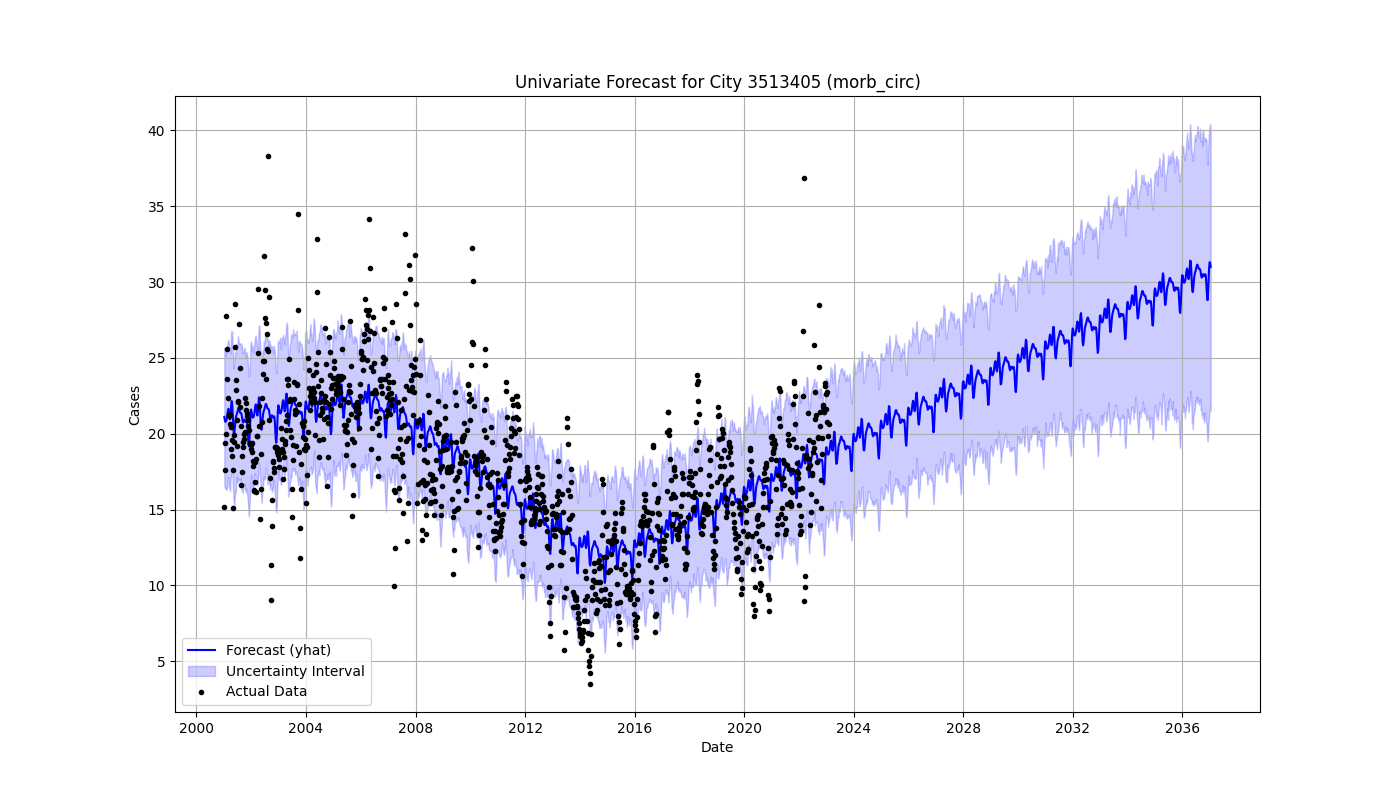 Univariate Forecast for City 3513405 (morb_circ)
40
35
30
25
20
15
10
5
Cases
Forecast (yhat)
Uncertainty Interval
Actual Data
2000 2004 2008 2012 2016 2020 2024 2028 2032 2036
Date